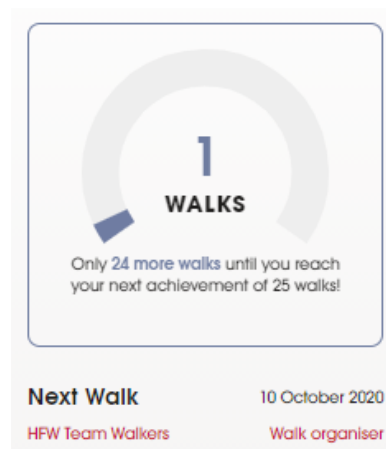 1
WALKS
Only 24 more walks until you reach
your next achievement of 25 walks!
Next Walk 10 October 2020
HFW Team Walkers Walk organiser